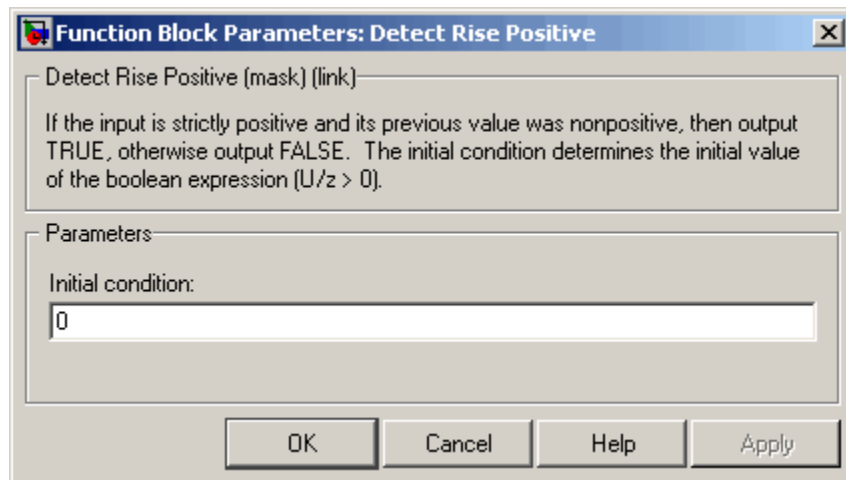 Function Block Parameters: Detect Rise Positive
Detect Rise Positive (mask) (link)
If the input is strictly positive and its previous value was nonpositive, then output
TRUE, otherwise output FALSE.  The initial condition determines the initial value
of the boolean expression (U/z > 0).
Parameters
Initial condition:
0
OK Cancel Help Apply